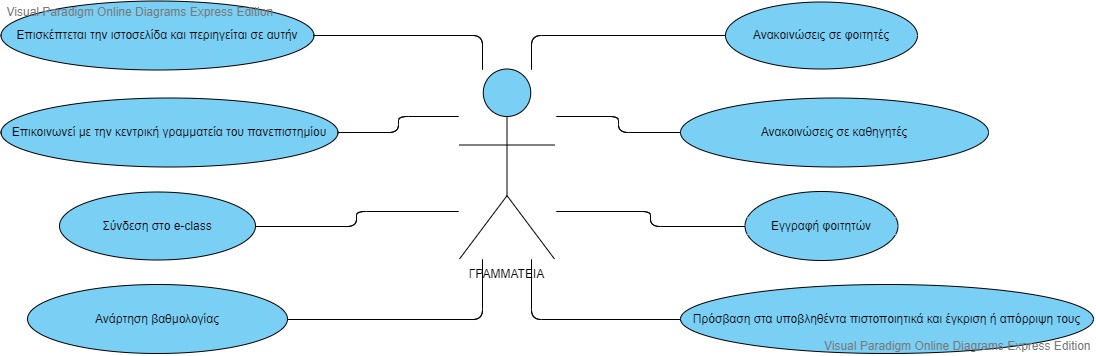 Visual Paradigm Online Diagrams Express Edition
Επισκέπτεται την ιστοσελίδα και περιηγείται σε αυτήν
Ανακοινώσεις σε φοιτητές
Επικοινωνεί με την κεντρική γραμματεία του πανεπιστημίου
Ανακοινώσεις σε καθηγητές
Σύνδεση στο e-class
Εγγραφή φοιτητών
ΓΡΑΜΜΑΤΕΙΑ
Ανάρτηση βαθμολογίας
Πρόσβαση στα υποβληθέντα πιστοποιητικά και έγκριση ή απόρριψη τους
Visual Paradigm Online Diagrams Express Edition